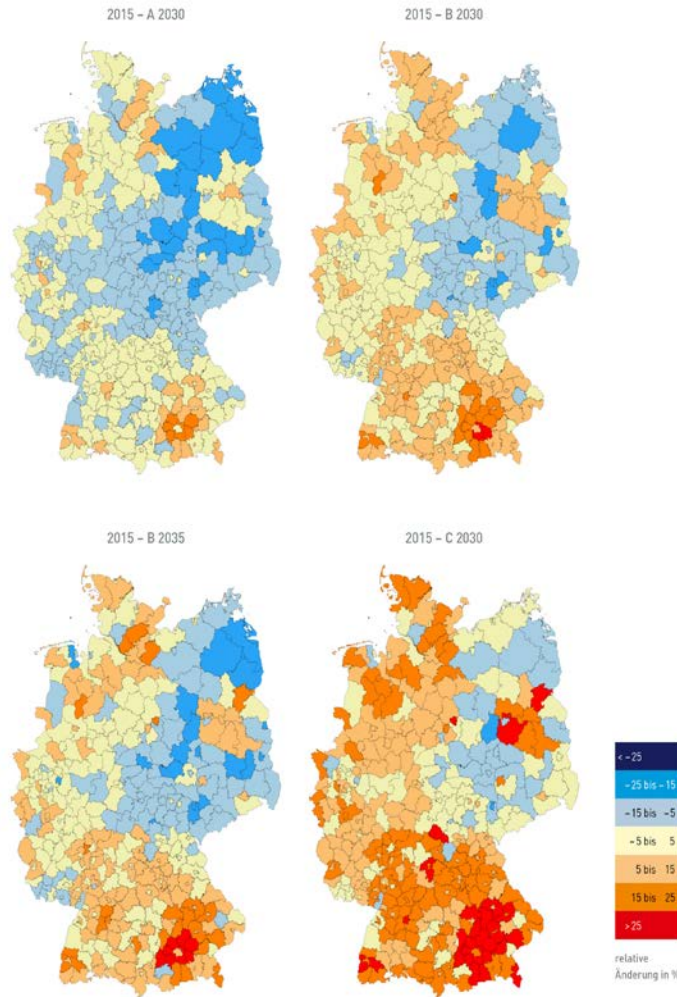 2015 – A 2030
2015 – B 2030
2015 – B 2035
2015 – C 2030
< –25
–25 bis –15
–15 bis –5
–5 bis 5
5 bis 15
15 bis 25
>25
relative
Änderung in %